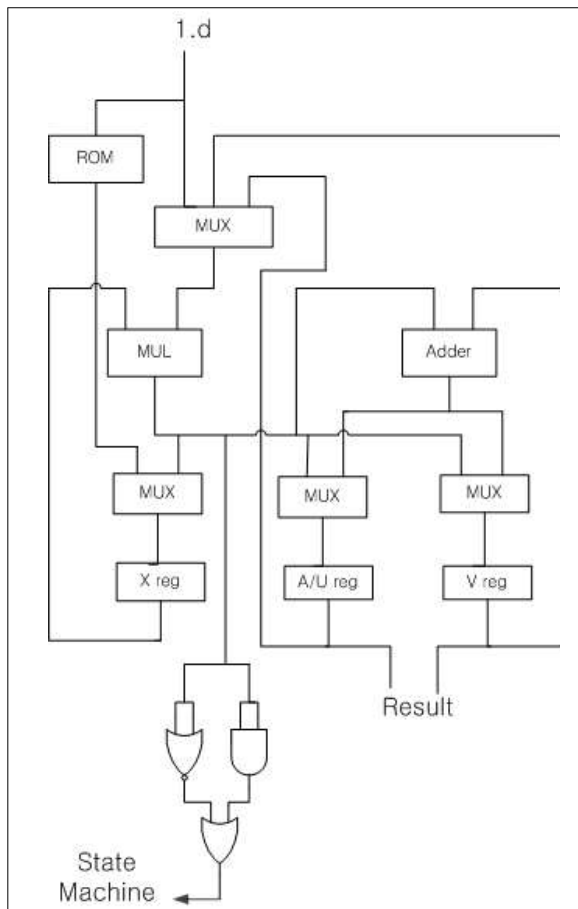 1.d
ROM
MUX
MUL
Adder
MUX
MUX
MUX
X reg
A/U reg
V reg
Result
State
Machine